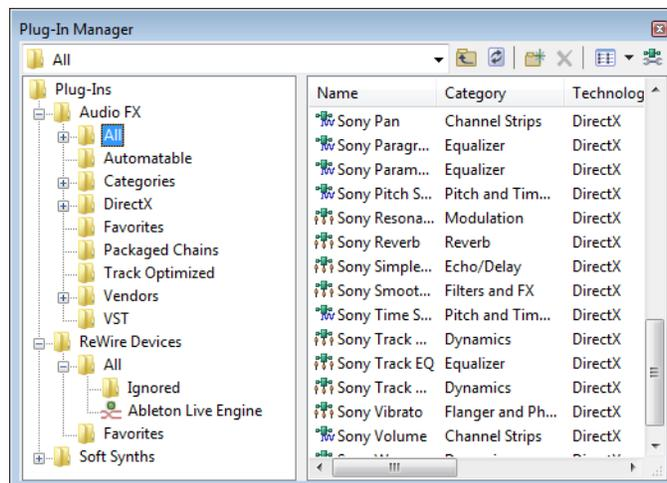 Plug-In Manager
All
Plug-Ins
Audio FX
All
Automatable
Categories
DirectX
Favorites
Packaged Chains
Track Optimized
Vendors
VST
ReWire Devices
All
Ignored
Ableton Live Engine
Favorites
Soft Synths
Name Category Technolog
Sony Pan Channel Strips DirectX
Sony Paragr... Equalizer DirectX
Sony Param... Equalizer DirectX
Sony Pitch S... Pitch and Tim... DirectX
Sony Resona... Modulation DirectX
Sony Reverb Reverb DirectX
Sony Simple... Echo/Delay DirectX
Sony Smoot... Filters and FX DirectX
Sony Time S... Pitch and Tim... DirectX
Sony Track ... Dynamics DirectX
Sony Track EQ Equalizer DirectX
Sony Track ... Dynamics DirectX
Sony Vibrato Flanger and Ph... DirectX
Sony Volume Channel Strips DirectX